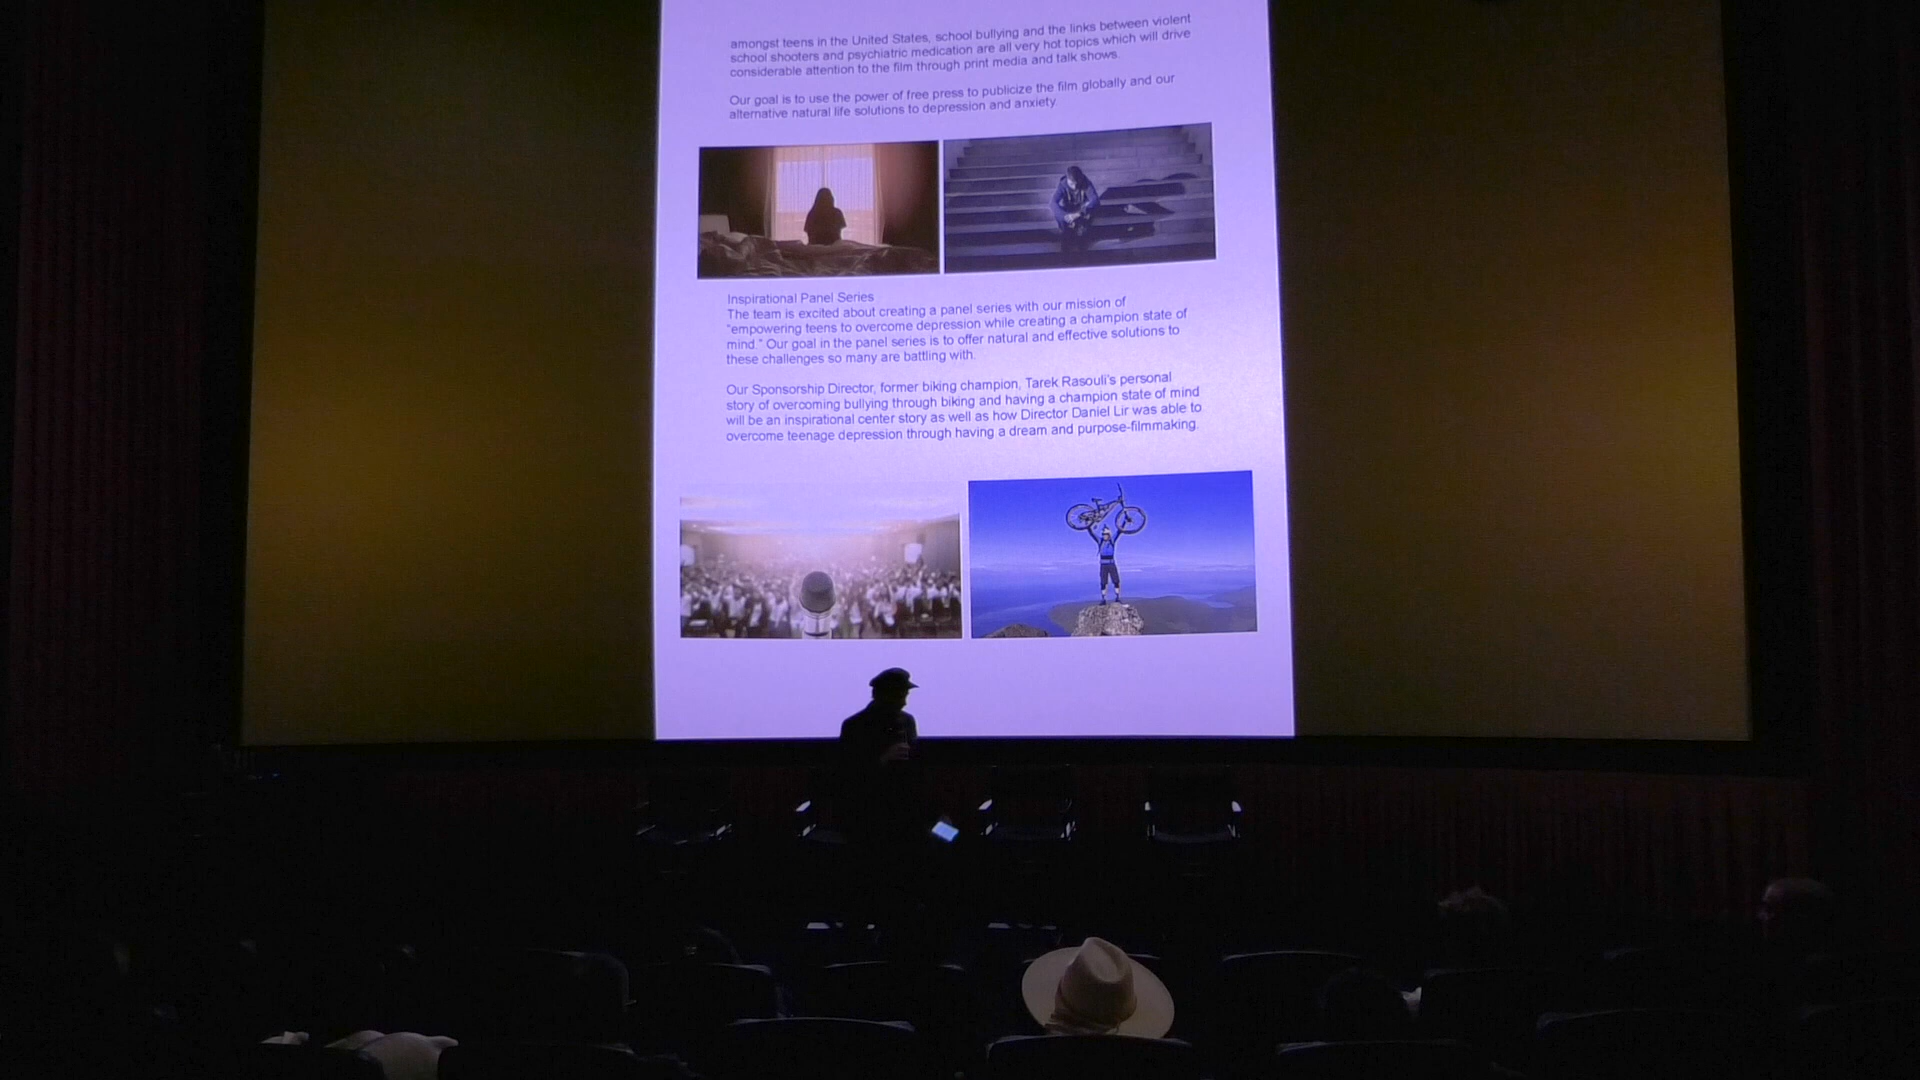 amongst teens in the United States, school bullying and the links between violent
school shooters and psychiatric medication are all very hot topics which will drive
considerable attention to the film through print media and talk shows.
Our goal is to use the power of free press to publicize the film globally and our
alternative natural life solutions to depression and anxiety.
Inspirational Panel Series
The team is excited about creating a panel series with our mission of
"empowering teens to overcome depression while creating a champion state of
mind." Our goal in the panel series is to offer natural and effective solutions to
these challenges so many are battling with.
Our Sponsorship Director, former biking champion, Tarek Rasouli's personal
story of overcoming bullying through biking and having a champion state of mind
will be an inspirational center story as well as how Director Daniel Lir was able to
overcome teenage depression through having a dream and purpose-filmmaking.